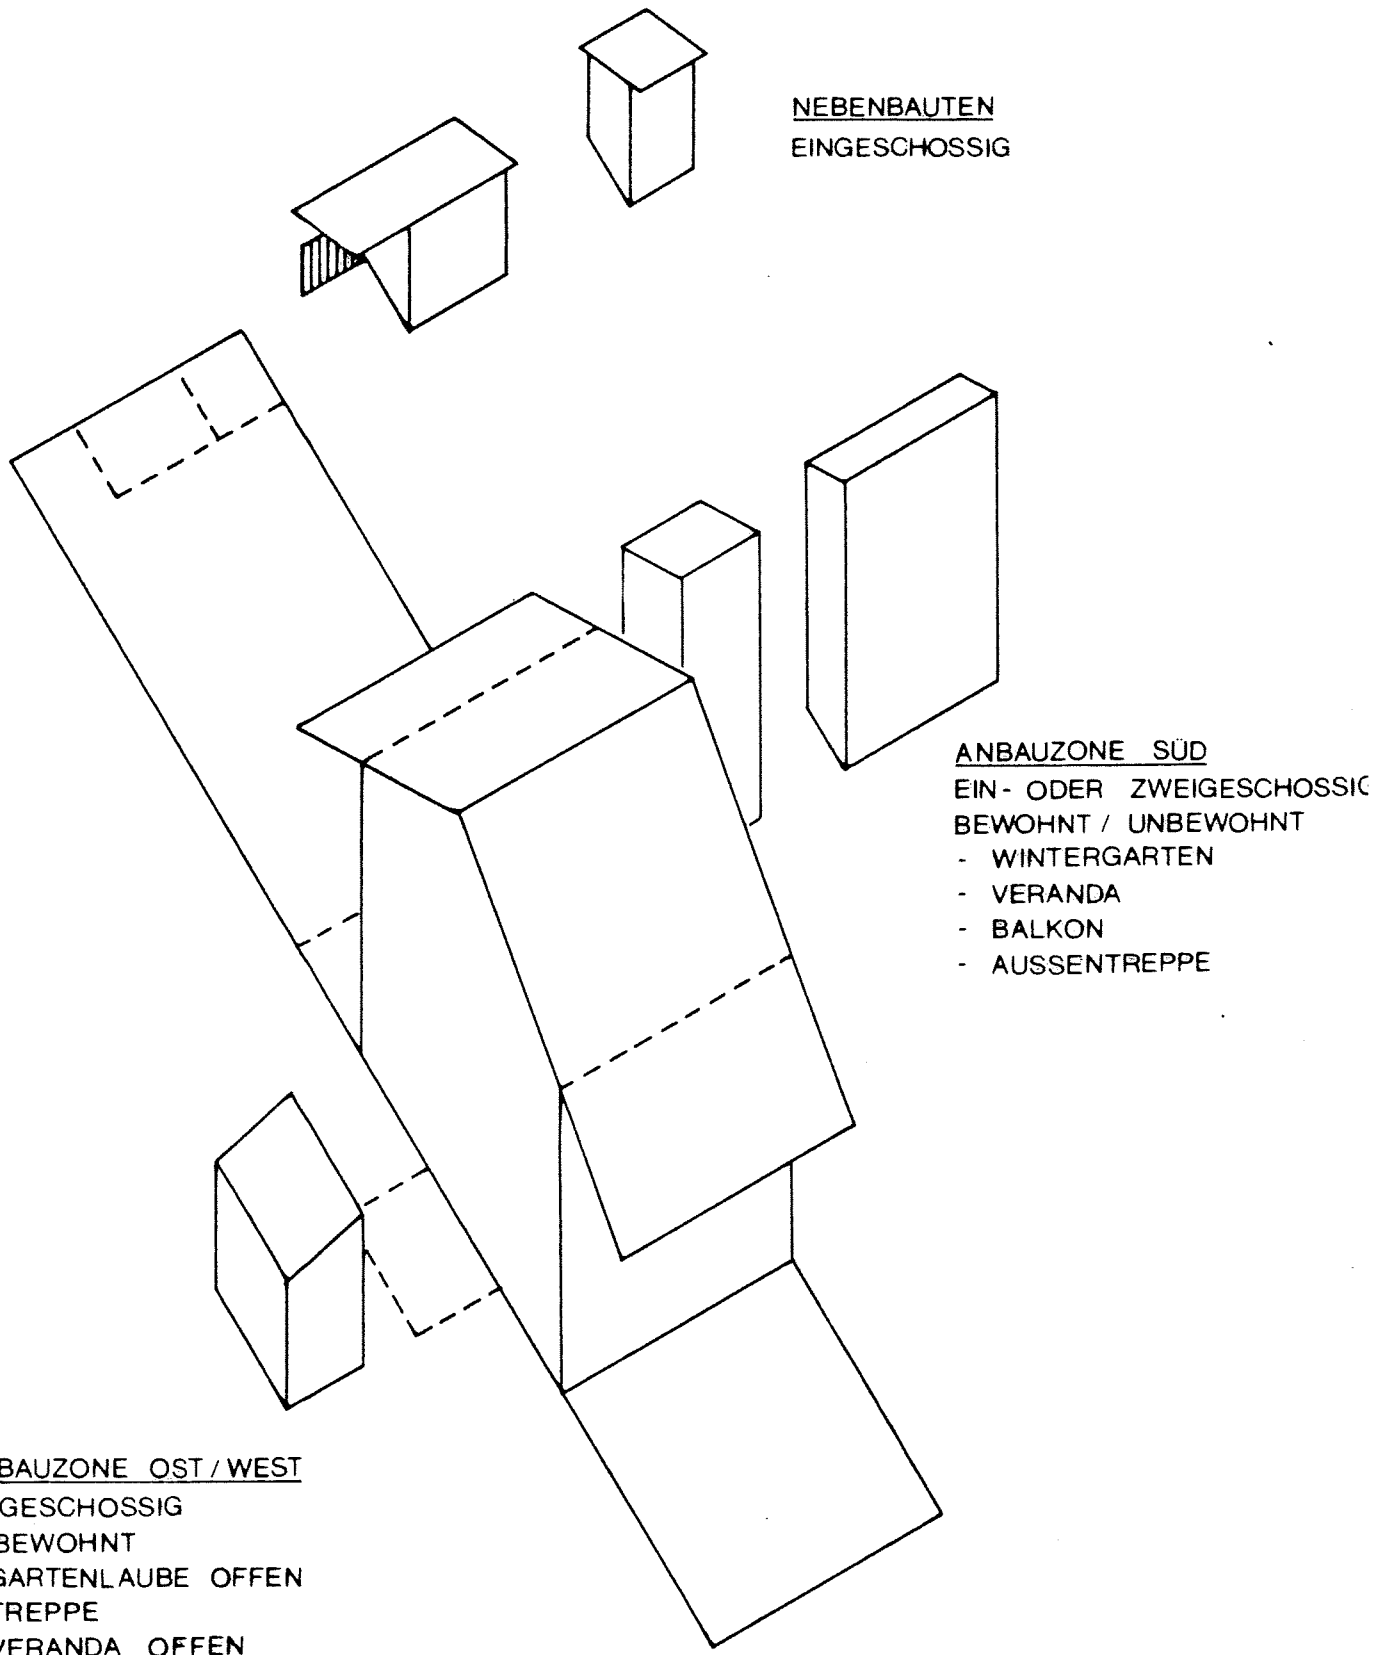 NEBENBAUTEN
EINGESCHOSSIG
ANBAUZONE SÜD
EIN- ODER ZWEIGESCHOSSIG
BEWOHNT / UNBEWOHNT
- WINTERGARTEN
- VERANDA
- BALKON
- AUSSENTREPPE
BAUZONE OST / WEST
GESCHOSSIG
BEWOHNT
GARTENLAUBE OFFEN
TREPPE
VERANDA OFFEN